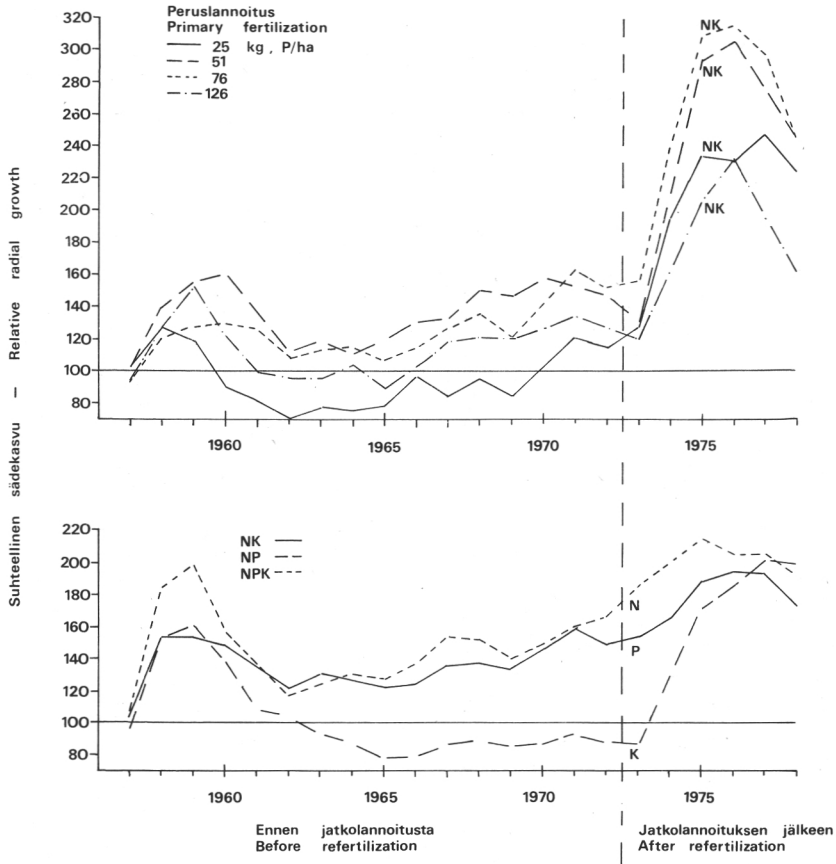 Peruslannoitus
Primary fertilization
25 kg, P/ha
51
76
126
320
300
280
260
240
220
200
180
160
140
120
100
80
NK
NK
NK
NK
1960
1965
1970
1975
Suhteellinen sädekasvu — Relative radial growth
220
200
180
160
140
120
100
80
NK
NP
NPK
N
P
K
1960
1965
1970
1975
Ennen jatkolannoitusta
Before refertilization
Jatkolannoituksen jälkeen
After refertilization